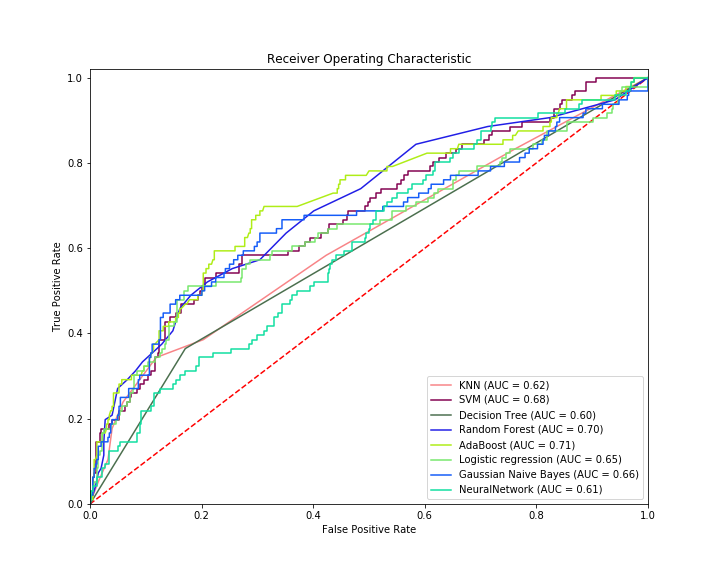 Receiver Operating Characteristic
True Positive Rate
1.0
0.8
0.6
0.4
0.2
0.0
KNN (AUC = 0.62)
SVM (AUC = 0.68)
Decision Tree (AUC = 0.60)
Random Forest (AUC = 0.70)
AdaBoost (AUC = 0.71)
Logistic regression (AUC = 0.65)
Gaussian Naive Bayes (AUC = 0.66)
NeuralNetwork (AUC = 0.61)
0.0 0.2 0.4 0.6 0.8 1.0
False Positive Rate